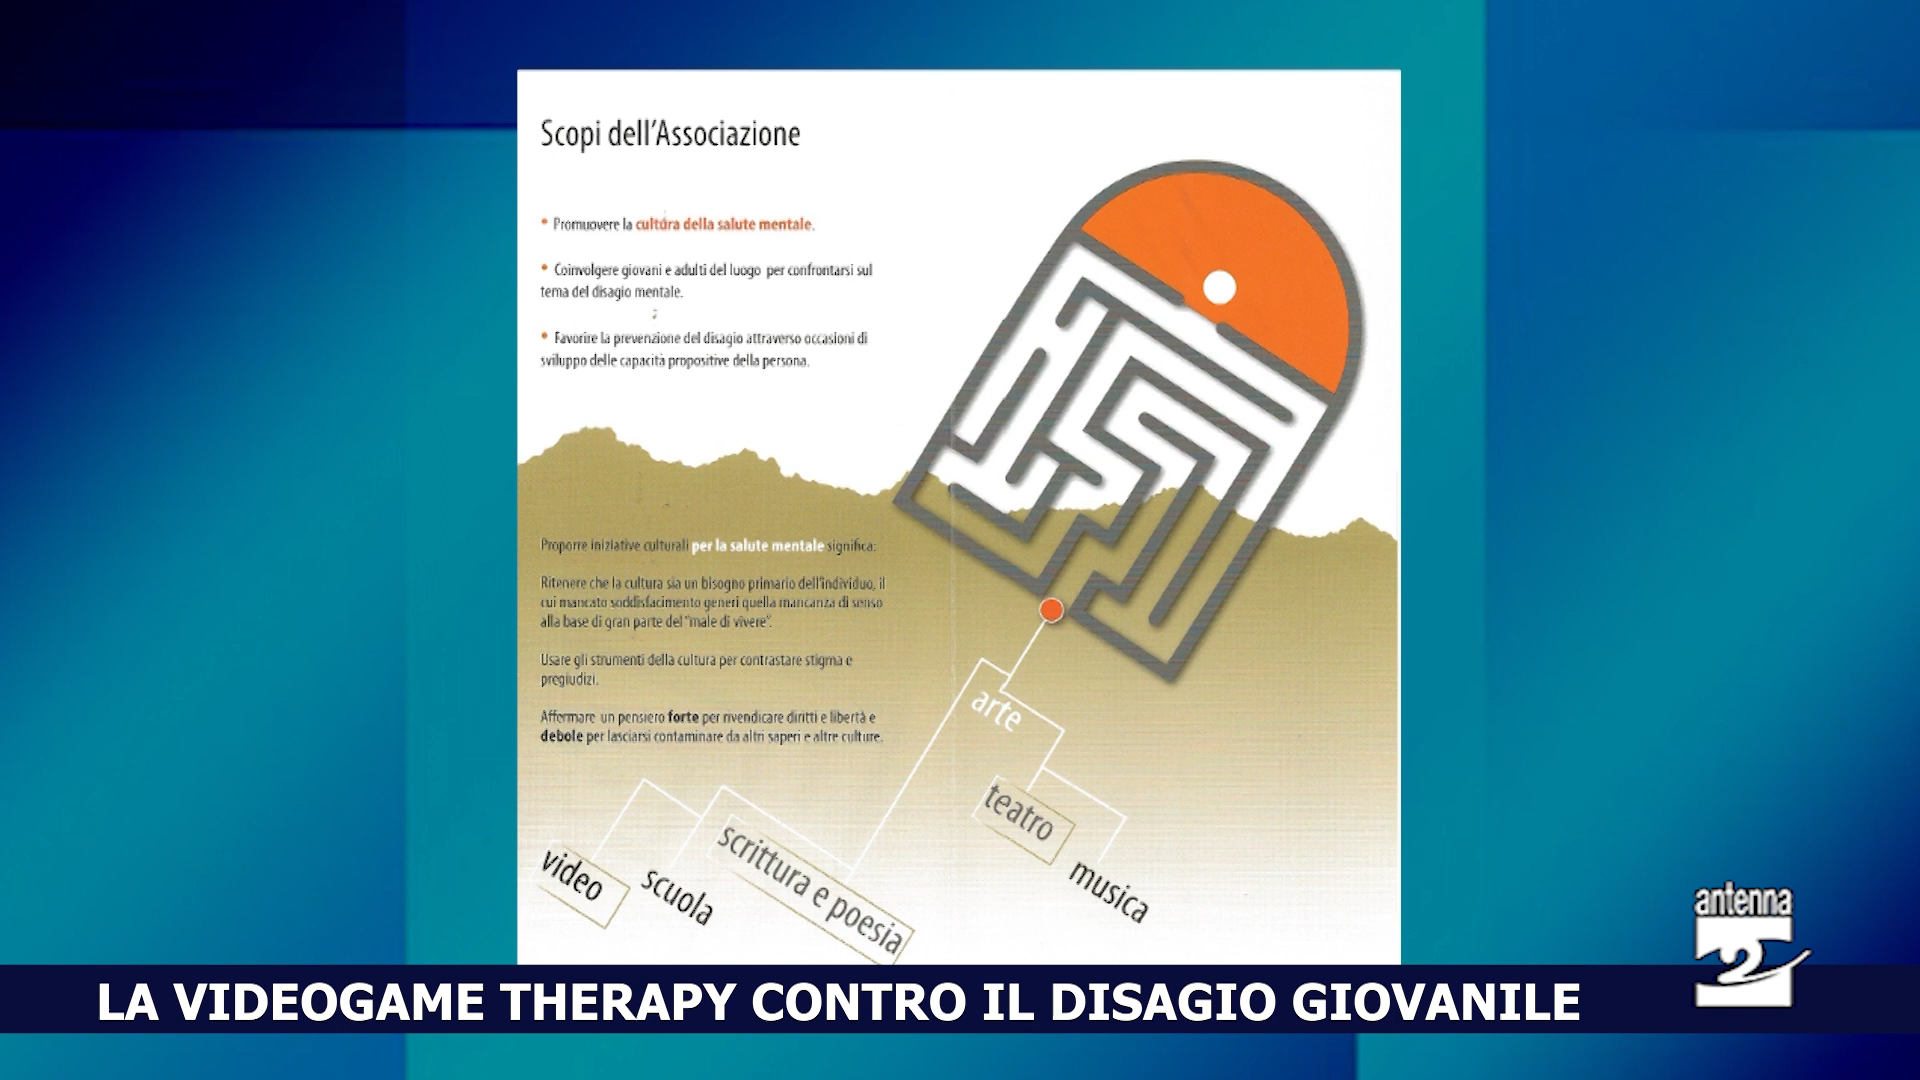 Scopi dell'Associazione
• Promuovere la cultura della salute mentale.
• Coinvolgere giovani e adulti del luogo per confrontarsi sul
tema del disagio mentale.
• Favorire la prevenzione del disagio attraverso occasioni di
sviluppo delle capacità propositive della persona.
Proporre iniziative culturali per la salute mentale significa:
Ritenere che la cultura sia un bisogno primario dell'individuo, il
cui mancato soddisfacimento generi quella mancanza di senso
alla base di gran parte del "male di vivere".
Usare gli strumenti della cultura per contrastare stigma e
pregiudizi.
Affermare un pensiero forte per rivendicare diritti e libertà e
debole per lasciarsi contaminare da altri saperi e altre culture.
arte
teatro
musica
video
scuola
scrittura e poesia
antenna
2
LA VIDEOGAME THERAPY CONTRO IL DISAGIO GIOVANILE